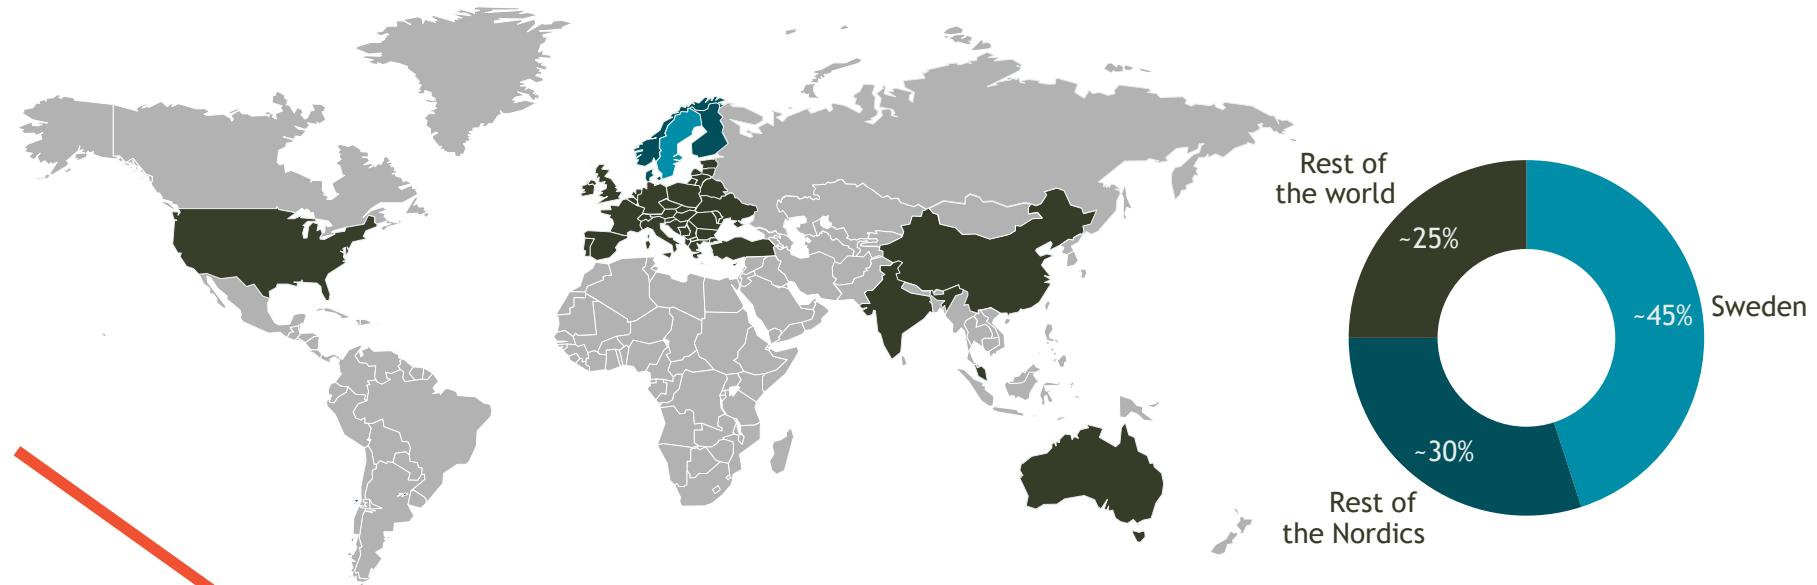 Rest of
the world
~25%
~45%
Sweden
~30%
Rest of
the Nordics